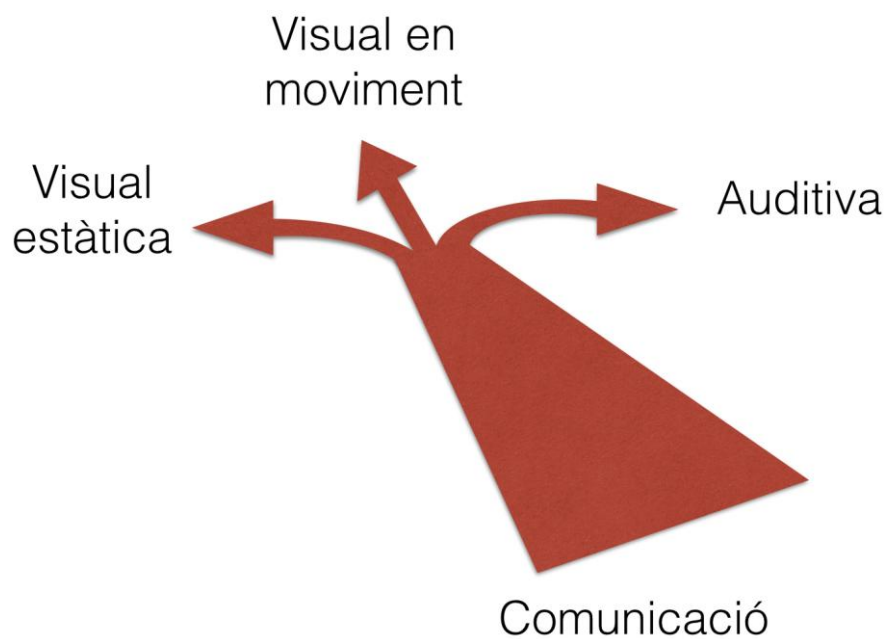 Visual en
moviment
Visual
estàtica
Auditiva
Comunicació